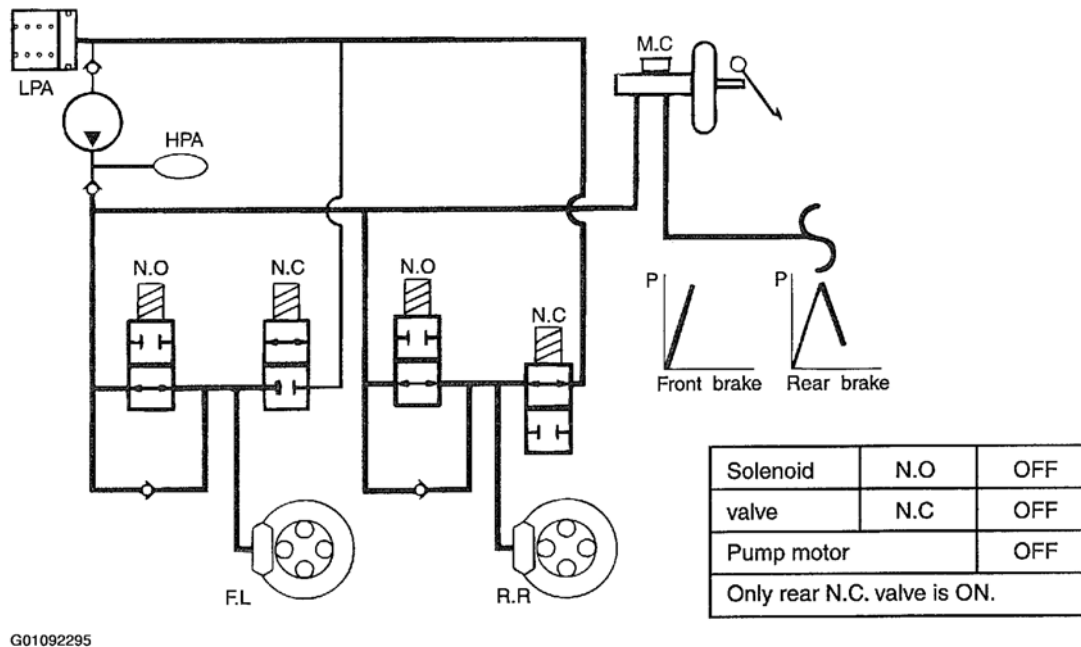 LPA
HPA
M.C
N.O
N.C
N.O
N.C
P
Front brake
P
Rear brake
F.L
R.R
Solenoid N.O OFF
valve N.C OFF
Pump motor OFF
Only rear N.C. valve is ON.
G01092295